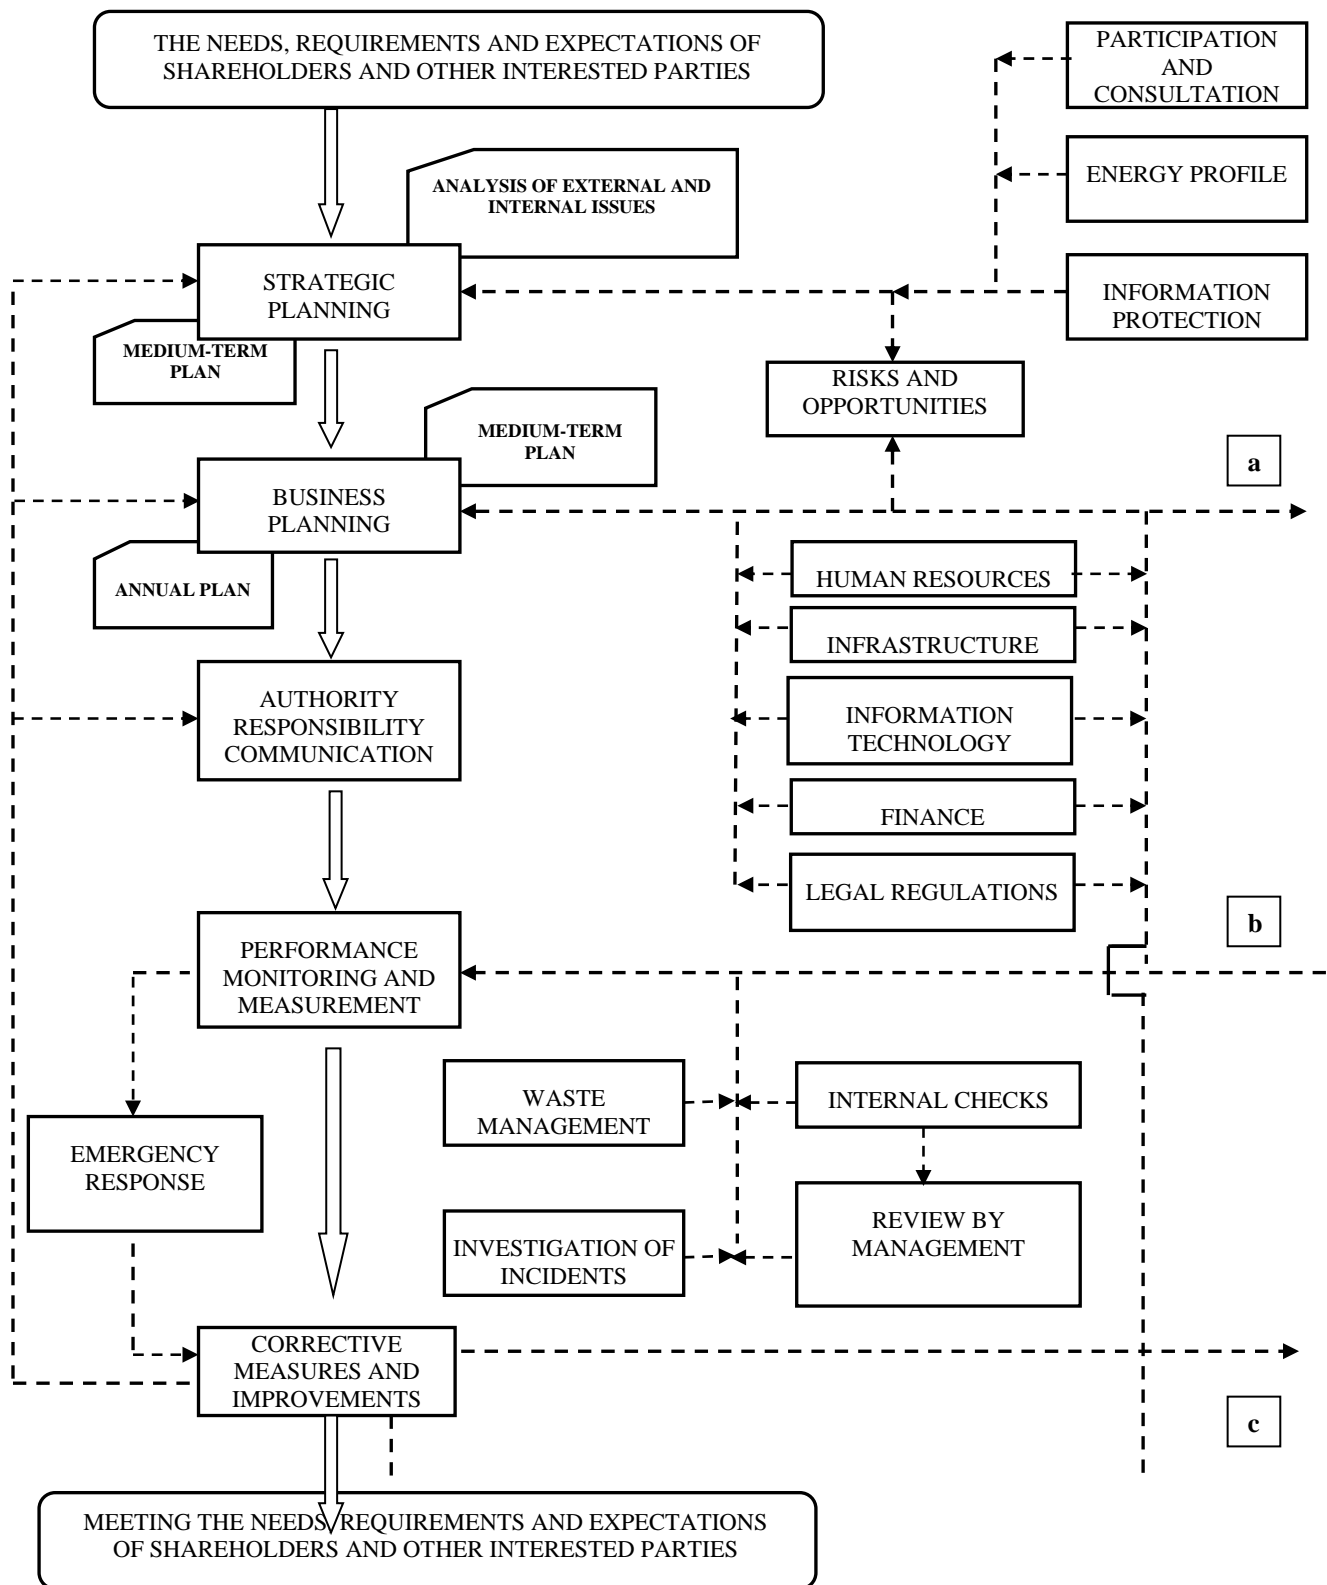 THE NEEDS, REQUIREMENTS AND EXPECTATIONS OF
SHAREHOLDERS AND OTHER INTERESTED PARTIES
PARTICIPATION
AND
CONSULTATION
ENERGY PROFILE
ANALYSIS OF EXTERNAL AND
INTERNAL ISSUES
STRATEGIC
PLANNING
INFORMATION
PROTECTION
MEDIUM-TERM
PLAN
RISKS AND
OPPORTUNITIES
MEDIUM-TERM
PLAN
a
BUSINESS
PLANNING
ANNUAL PLAN
HUMAN RESOURCES
INFRASTRUCTURE
AUTHORITY
RESPONSIBILITY
COMMUNICATION
INFORMATION
TECHNOLOGY
FINANCE
LEGAL REGULATIONS
b
PERFORMANCE
MONITORING AND
MEASUREMENT
WASTE
MANAGEMENT
INTERNAL CHECKS
EMERGENCY
RESPONSE
REVIEW BY
MANAGEMENT
INVESTIGATION OF
INCIDENTS
CORRECTIVE
MEASURES AND
IMPROVEMENTS
c
MEETING THE NEEDS, REQUIREMENTS AND EXPECTATIONS
OF SHAREHOLDERS AND OTHER INTERESTED PARTIES